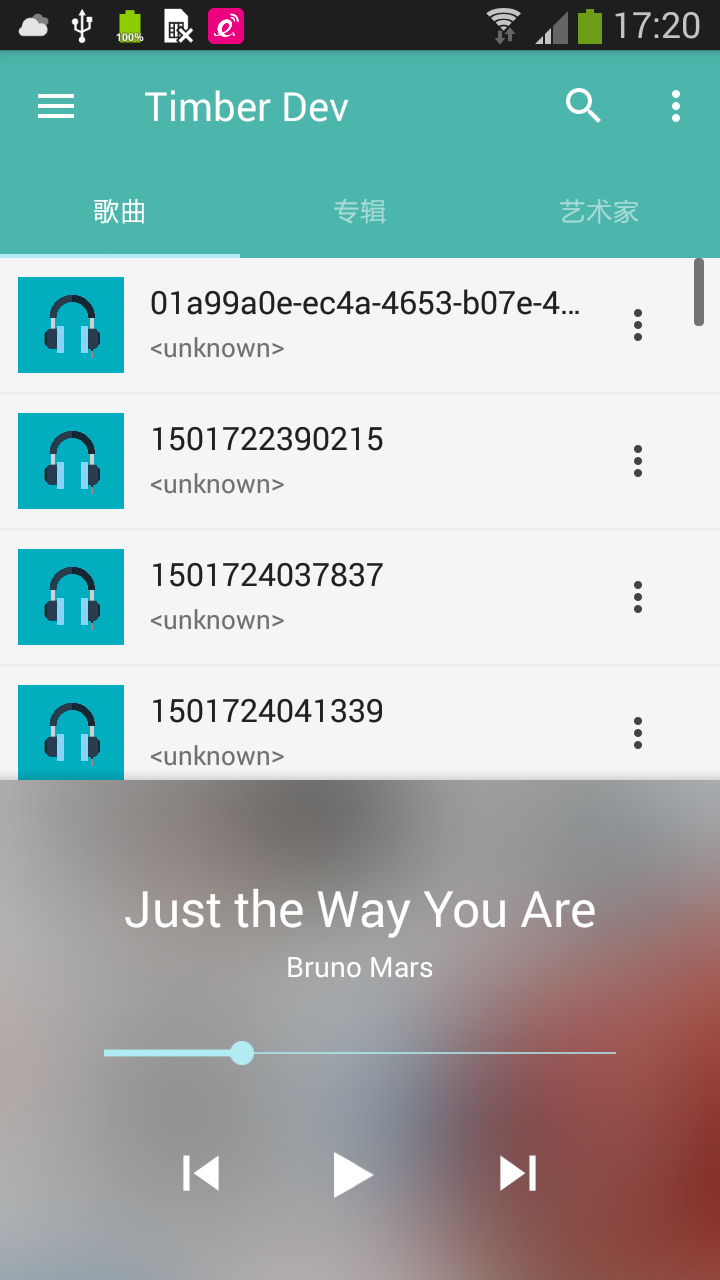 100%
17:20
Timber Dev
歌曲
专辑
艺术家
01a99a0e-ec4a-4653-b07e-4…
<unknown>
1501722390215
<unknown>
1501724037837
<unknown>
1501724041339
<unknown>
Just the Way You Are
Bruno Mars